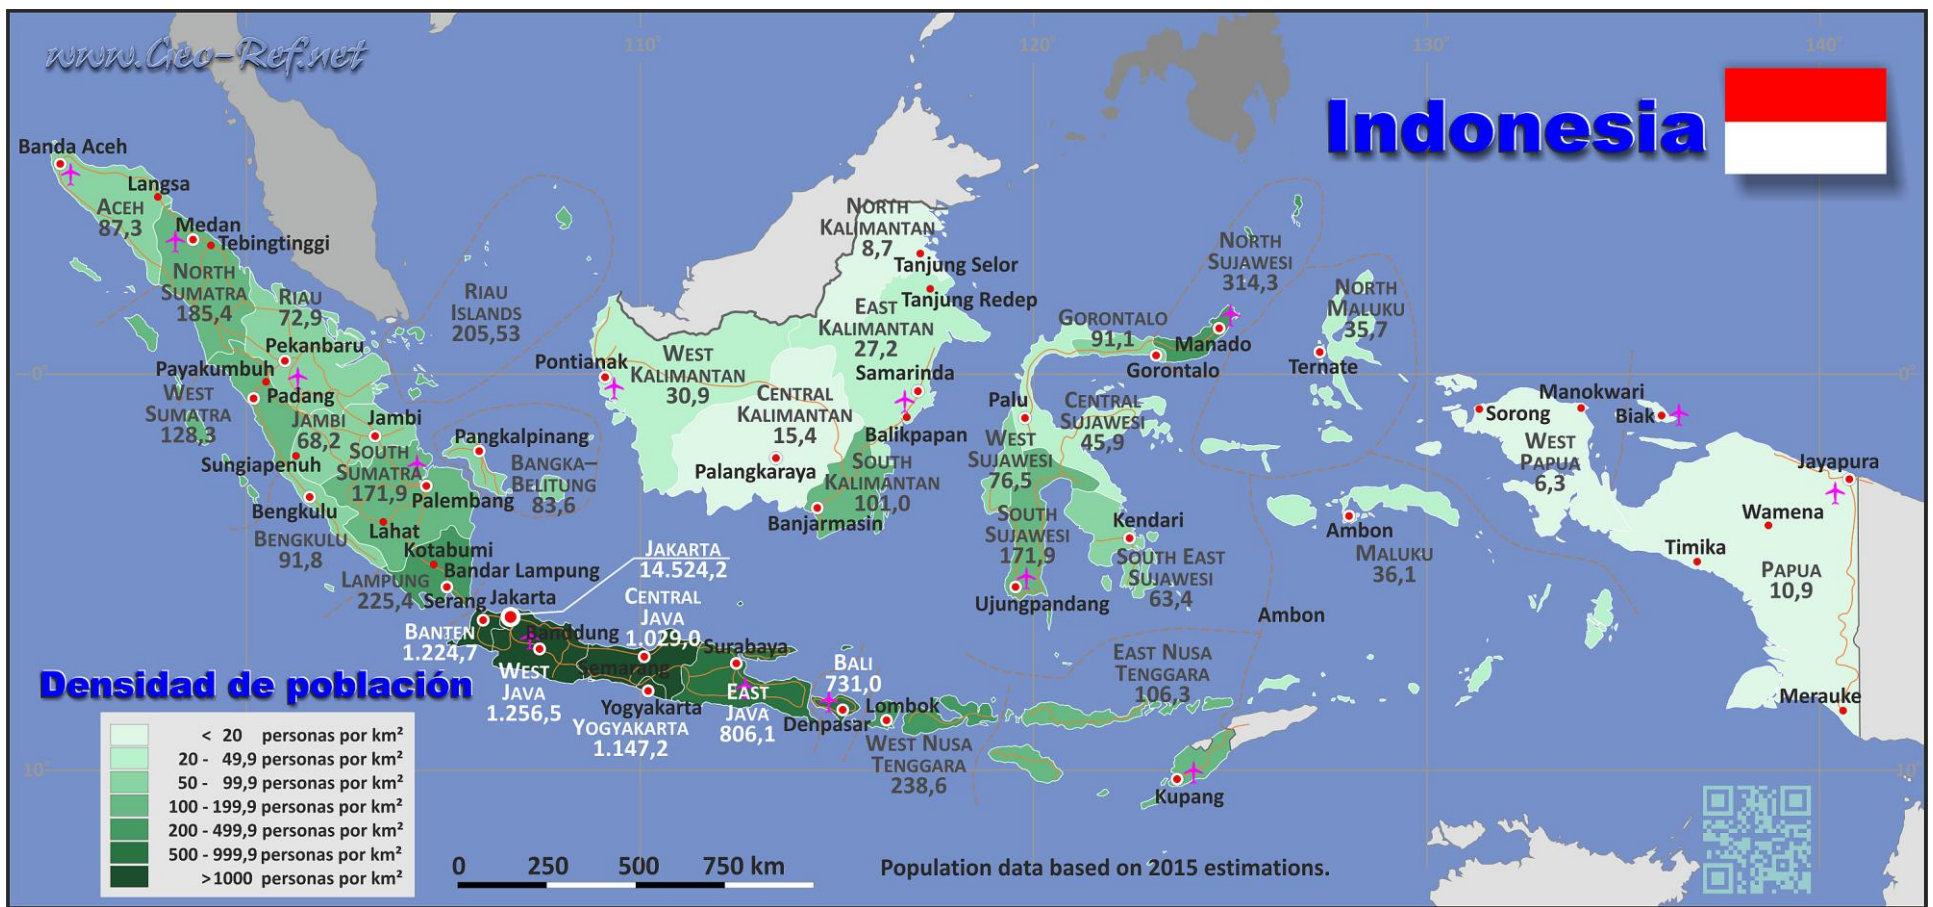 www.Geo-Ref.net
110°
120°
130°
140°
Indonesia
Banda Aceh
Langsa
ACEH
87,3
Medan
Tebingtinggi
NORTH
SUMATRA
185,4
RIAU
72,9
RIAU
ISLANDS
205,53
Pekanbaru
Payakumbuh
WEST
SUMATRA
128,3
Padang
JAMBI
68,2
Jambi
Sungiapenuh
SOUTH
SUMATRA
171,9
Pangkalpinang
BANGKA–
BELITUNG
83,6
Palembang
Bengkulu
BENGKULU
91,8
Lahat
Kotabumi
Bandar Lampung
LAMPUNG
225,4
Serang
Jakarta
JAKARTA
14.524,2
BANTEN
1.224,7
Banddung
WEST
JAVA
1.256,5
CENTRAL
JAVA
1.029,0
Semarang
Yogyakarta
YOGYAKARTA
1.147,2
Surabaya
EAST
JAVA
806,1
BALI
731,0
Denpasar
Lombok
WEST NUSA
TENGGARA
238,6
EAST NUSA
TENGGARA
106,3
Kupang
Pontianak
WEST
KALIMANTAN
30,9
CENTRAL
KALIMANTAN
15,4
Palangkaraya
NORTH
KALIMANTAN
8,7
Tanjung Selor
Tanjung Redep
EAST
KALIMANTAN
27,2
Samarinda
Balikpapan
SOUTH
KALIMANTAN
101,0
Banjarmasin
GORONTALO
91,1
Gorontalo
NORTH
SUJAWESI
314,3
Manado
Palu
CENTRAL
SUJAWESI
45,9
WEST
SUJAWESI
76,5
SOUTH
SUJAWESI
171,9
Kendari
SOUTH EAST
SUJAWESI
63,4
Ujungpandang
NORTH
MALUKU
35,7
Ternate
Ambon
MALUKU
36,1
Ambon
Sorong
Manokwari
Biak
WEST
PAPUA
6,3
Jayapura
Wamena
Timika
PAPUA
10,9
Merauke
0°
0°
10°
10°
Densidad de población
< 20 personas por km²
20 - 49,9 personas por km²
50 - 99,9 personas por km²
100 - 199,9 personas por km²
200 - 499,9 personas por km²
500 - 999,9 personas por km²
>1000 personas por km²
0 250 500 750 km
Population data based on 2015 estimations.